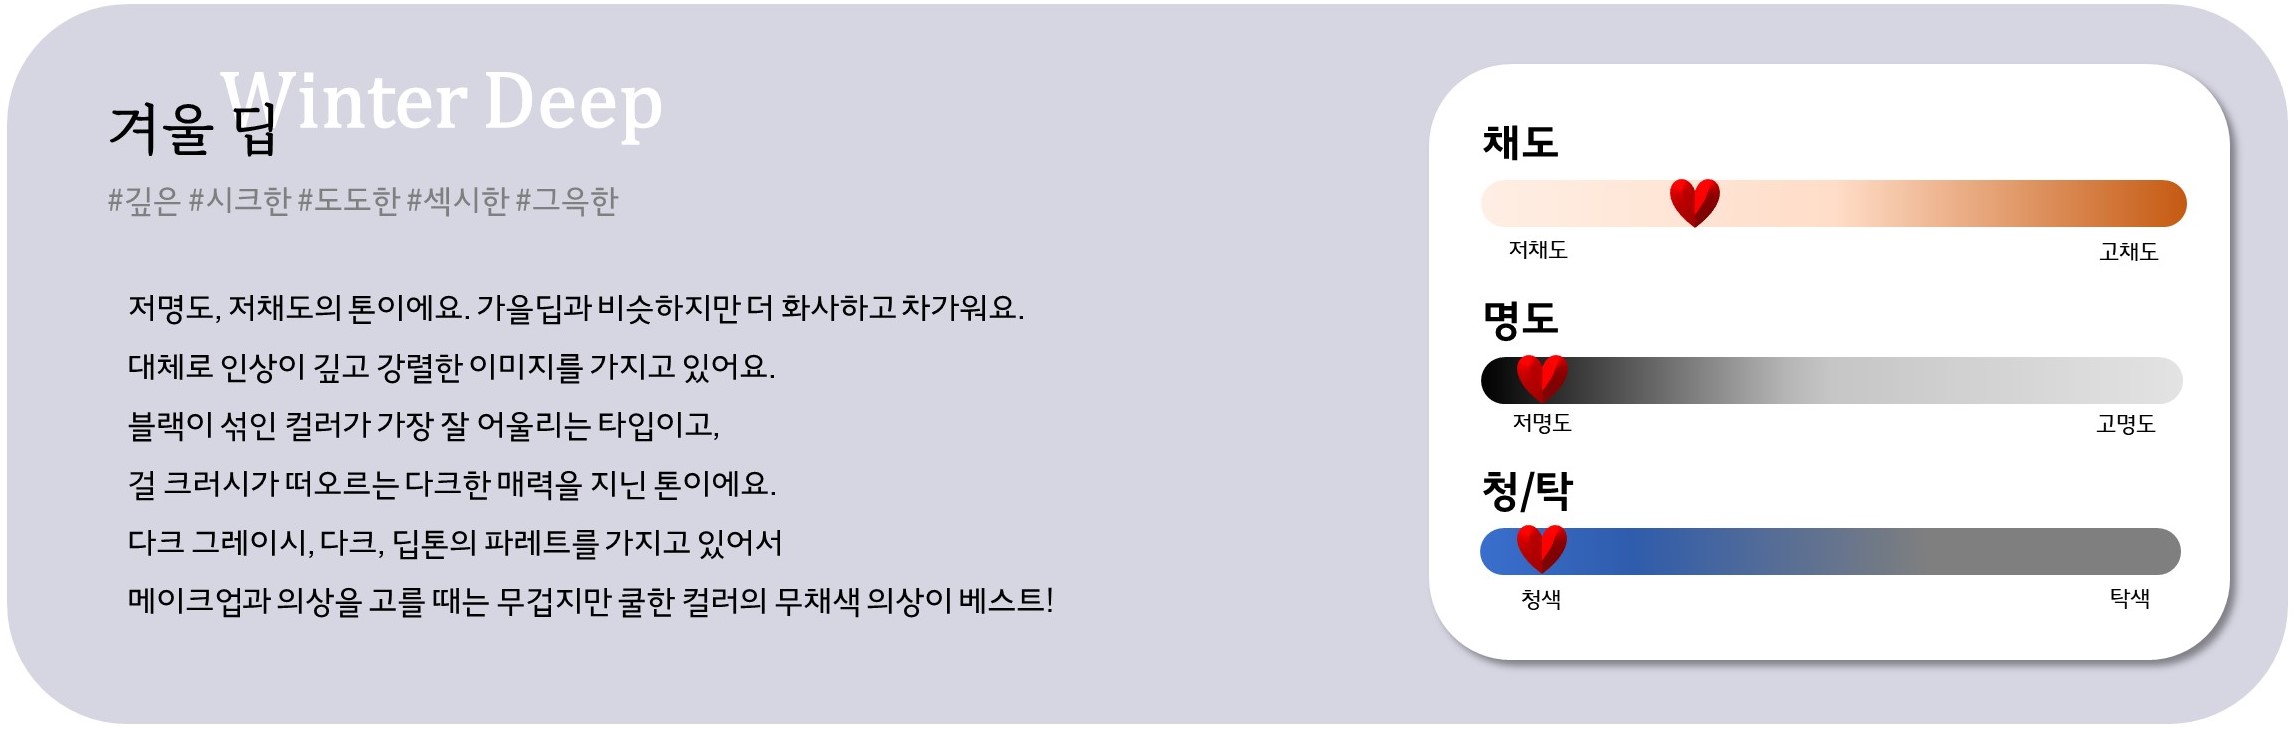 Winter Deep
겨울 딥
#깊은 #시크한 #도도한 #섹시한 #그윽한
저명도, 저채도의 톤이에요. 가을딥과 비슷하지만 더 화사하고 차가워요.
대체로 인상이 깊고 강렬한 이미지를 가지고 있어요.
블랙이 섞인 컬러가 가장 잘 어울리는 타입이고,
걸 크러시가 떠오르는 다크한 매력을 지닌 톤이에요.
다크 그레이시, 다크, 딥톤의 파레트를 가지고 있어서
메이크업과 의상을 고를 때는 무겁지만 쿨한 컬러의 무채색 의상이 베스트!
채도
저채도 고채도
명도
저명도 고명도
청/탁
청색 탁색